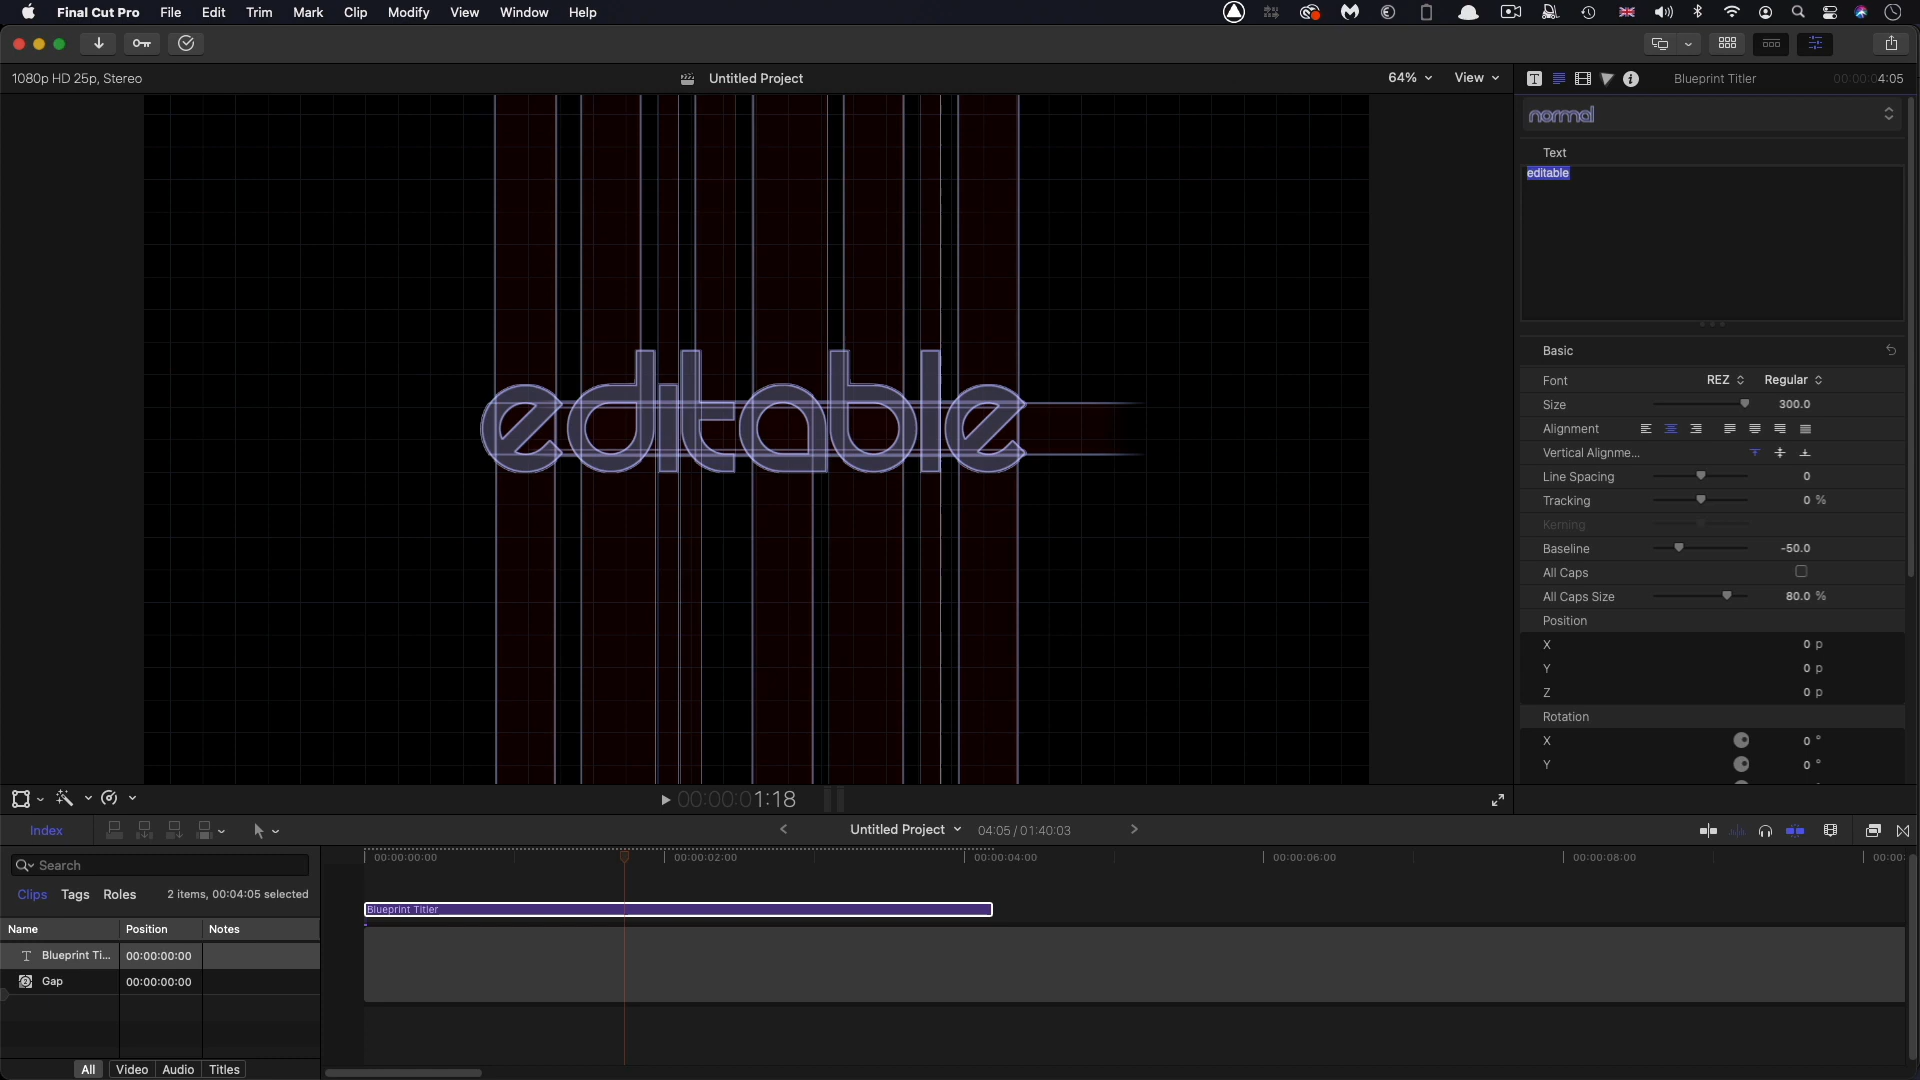 Final Cut Pro File Edit Trim Mark Clip Modify View Window Help
1080p HD 25p, Stereo
Untitled Project
64% View
Blueprint Titler
00:00:04:05
normal
Text
editable
editable
Basic
Font REZ Regular
Size 300.0
Alignment
Vertical Alignme...
Line Spacing 0
Tracking 0 %
Kerning
Baseline -50.0
All Caps
All Caps Size 80.0 %
Position
X 0 p
Y 0 p
Z 0 p
Rotation
X 0 °
Y 0 °
00:00:01:18
Index
Untitled Project 04:05 / 01:40:03
Search
Clips Tags Roles 2 items, 00:04:05 selected
Name Position Notes
T Blueprint Ti... 00:00:00:00
Gap 00:00:00:00
All Video Audio Titles
00:00:00:00 00:00:02:00 00:00:04:00 00:00:06:00 00:00:08:00 00:00:
Blueprint Titler